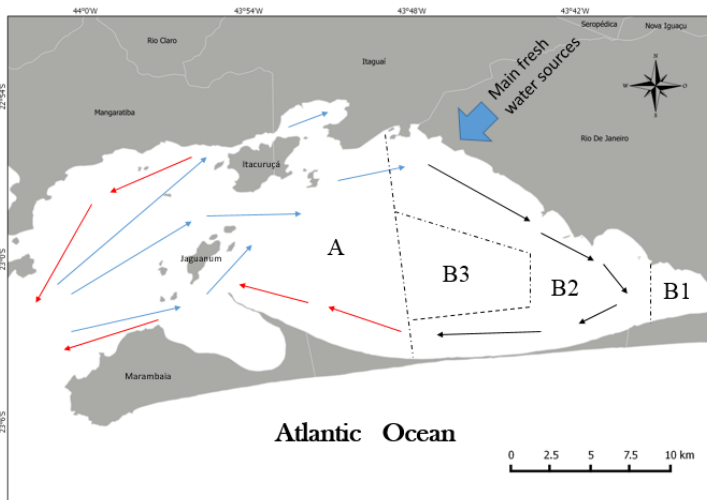 44°0'W 43°54'W 43°48'W 43°42'W
Seropédica Nova Iguaçu
Rio Claro
Itaguaí
Main fresh
water sources
22°54'S
Mangaratiba
N
W O
S
Rio De Janeiro
Itacuruçá
23°0'S
Jaguanum
A
B3
B2
B1
Marambaia
23°6'S
Atlantic Ocean
0 2.5 5 7.5 10 km